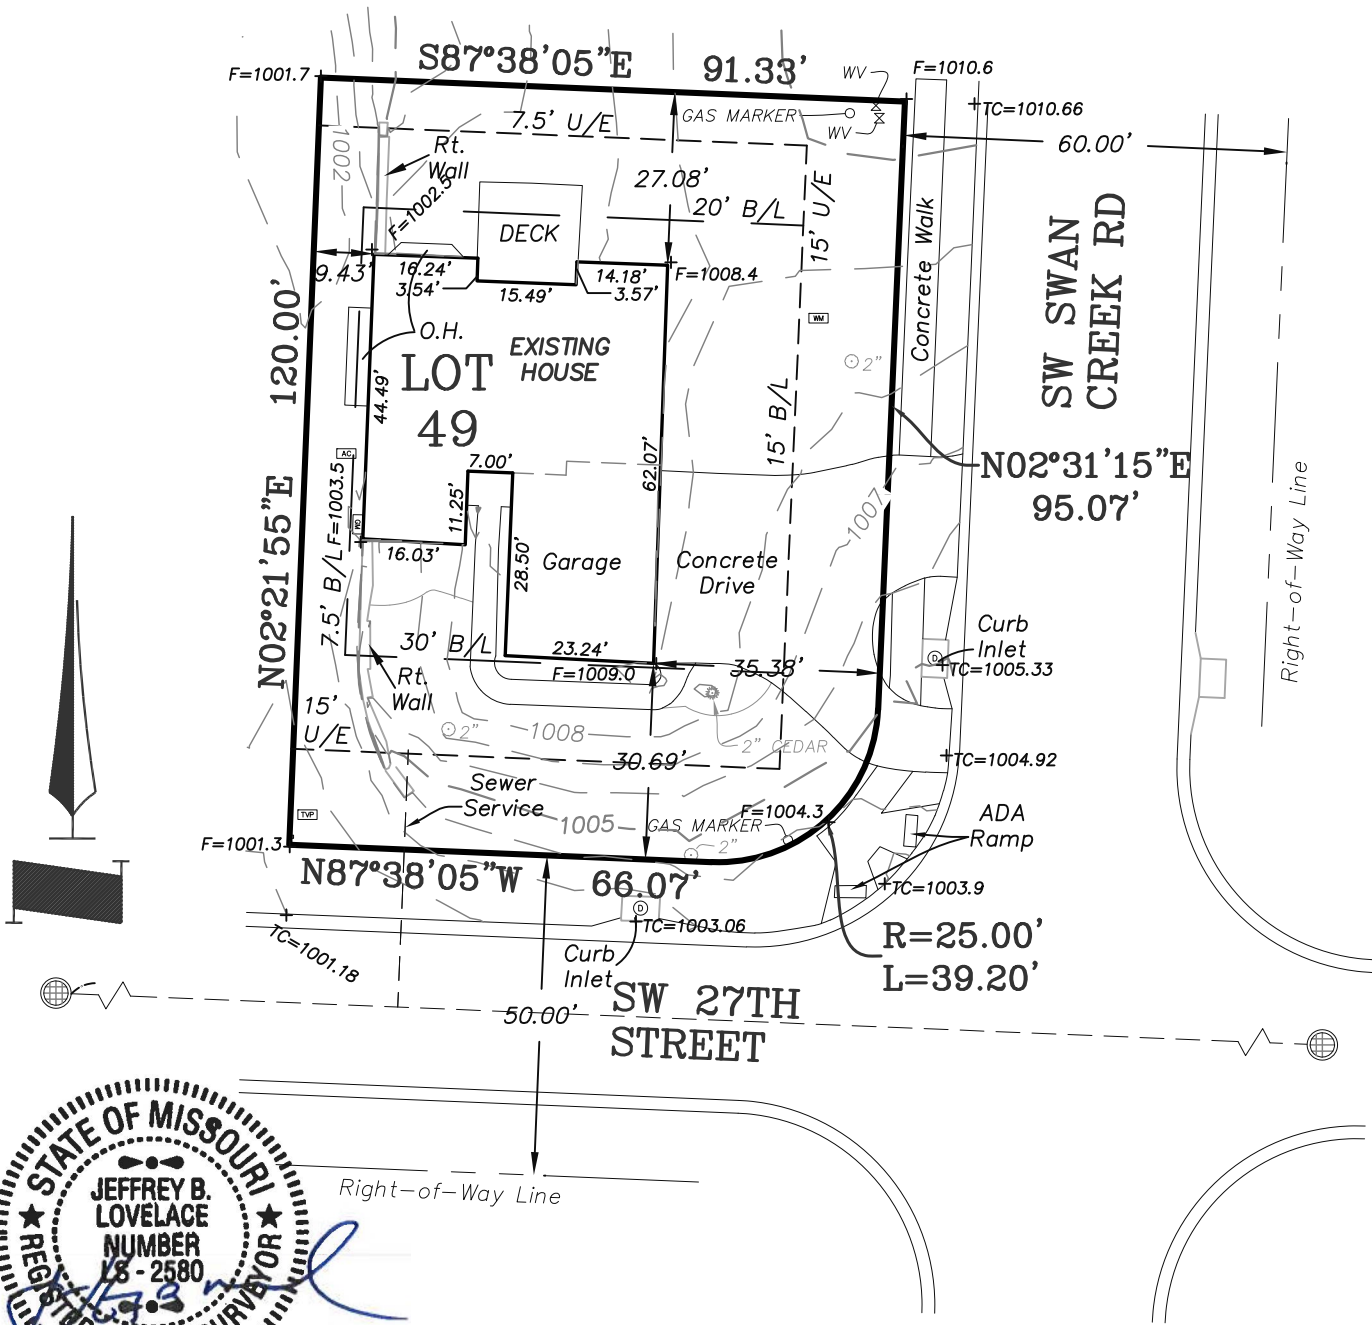 S87°38'05"E 91.33'
F=1001.7
WV
F=1010.6
TC=1010.66
GAS MARKER
WV
7.5' U/E
60.00'
1002
Rt.
Wall
27.08'
15' U/E
F=1002.5
20' B/L
DECK
Concrete Walk
SW SWAN
CREEK RD
9.43'
16.24'
3.54'
15.49'
14.18'
3.57'
F=1008.4
120.00'
O.H.
EXISTING
HOUSE
WM
2"
LOT
49
44.49'
15' B/L
AC
7.00'
62.07'
N02°31'15"E
95.07'
F=1003.5
11.25'
1007
Right-of-Way Line
GM
16.03'
28.50'
Garage
Concrete
Drive
N02°21'55"E
7.5' B/L
30' B/L
23.24'
F=1009.0
35.38'
Curb
Inlet
D
TC=1005.33
Rt.
Wall
15'
U/E
2"
1008
2" CEDAR
30.69'
TC=1004.92
Sewer
Service
TVP
1005
GAS MARKER
F=1004.3
ADA
Ramp
F=1001.3
2"
N87°38'05"W 66.07'
TC=1003.9
D
TC=1003.06
TC=1001.18
Curb
Inlet
R=25.00'
L=39.20'
50.00'
SW 27TH
STREET
Right-of-Way Line
STATE OF MISSOURI
JEFFREY B.
LOVELACE
NUMBER
LS - 2580